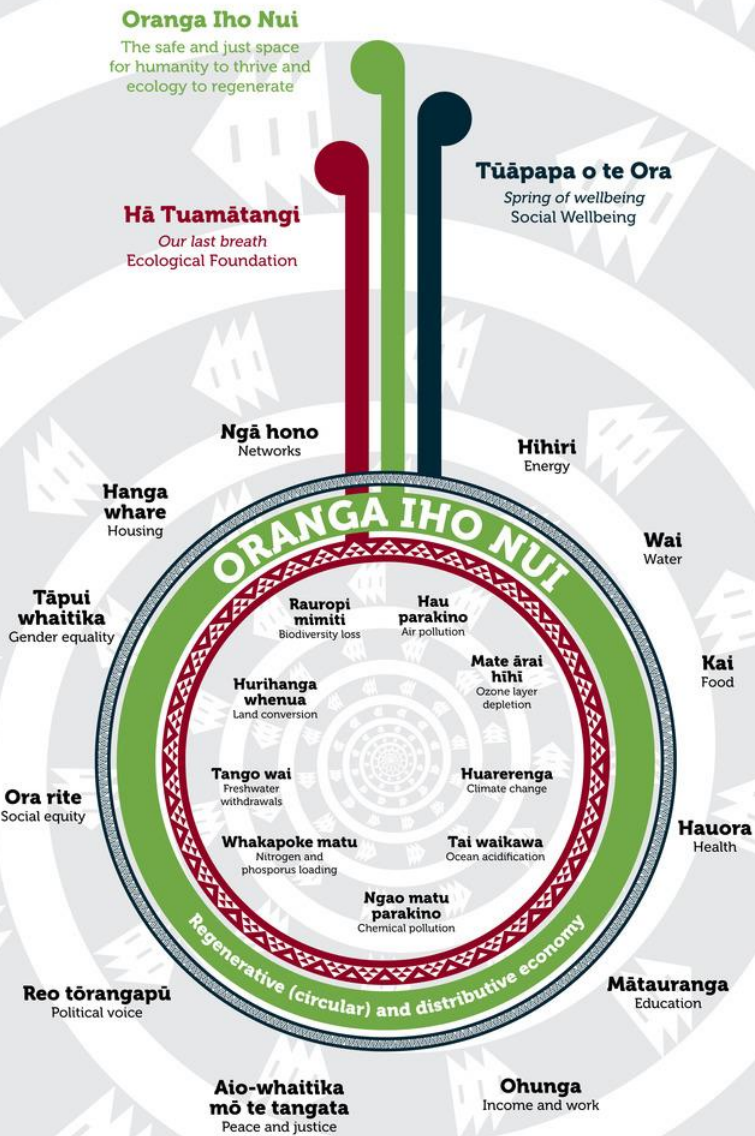 Oranga Iho Nui
The safe and just space
for humanity to thrive and
ecology to regenerate
Tūāpapa o te Ora
Spring of wellbeing
Social Wellbeing
Hā Tuamātangi
Our last breath
Ecological Foundation
Ngā hono
Networks
Hihiri
Energy
Hanga
whare
Housing
Wai
Water
Tāpui
whaitika
Gender equality
Kai
Food
Ora rite
Social equity
Hauora
Health
Reo tōrangapū
Political voice
Mātauranga
Education
Aio-whaitika
mō te tangata
Peace and justice
Ohunga
Income and work
ORANGA IHO NUI
Rauropi
mimiti
Biodiversity loss
Hau
parakino
Air pollution
Hurihanga
whenua
Land conversion
Mate ārai
hīhī
Ozone layer
depletion
Tango wai
Freshwater
withdrawals
Huarerenga
Climate change
Whakapoke matu
Nitrogen and
phosporus loading
Tai waikawa
Ocean acidification
Ngao matu
parakino
Chemical pollution
Regenerative (circular) and distributive economy